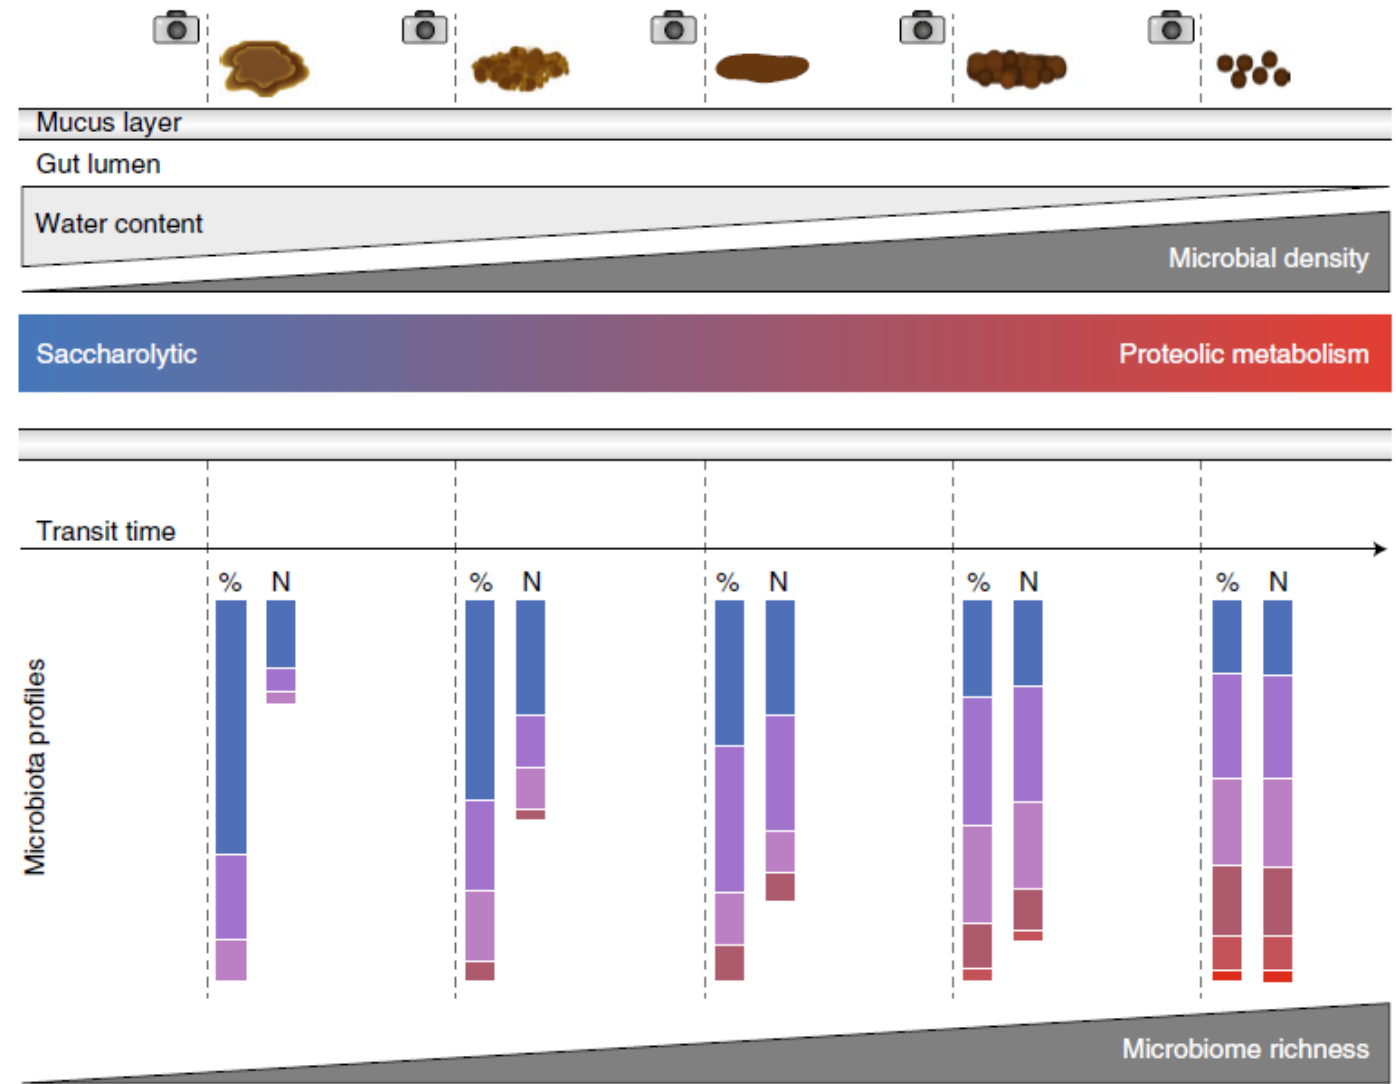 Mucus layer
Gut lumen
Water content
Microbial density
Saccharolytic
Proteolic metabolism
Transit time
% N % N % N % N % N
Microbiota profiles
Microbiome richness